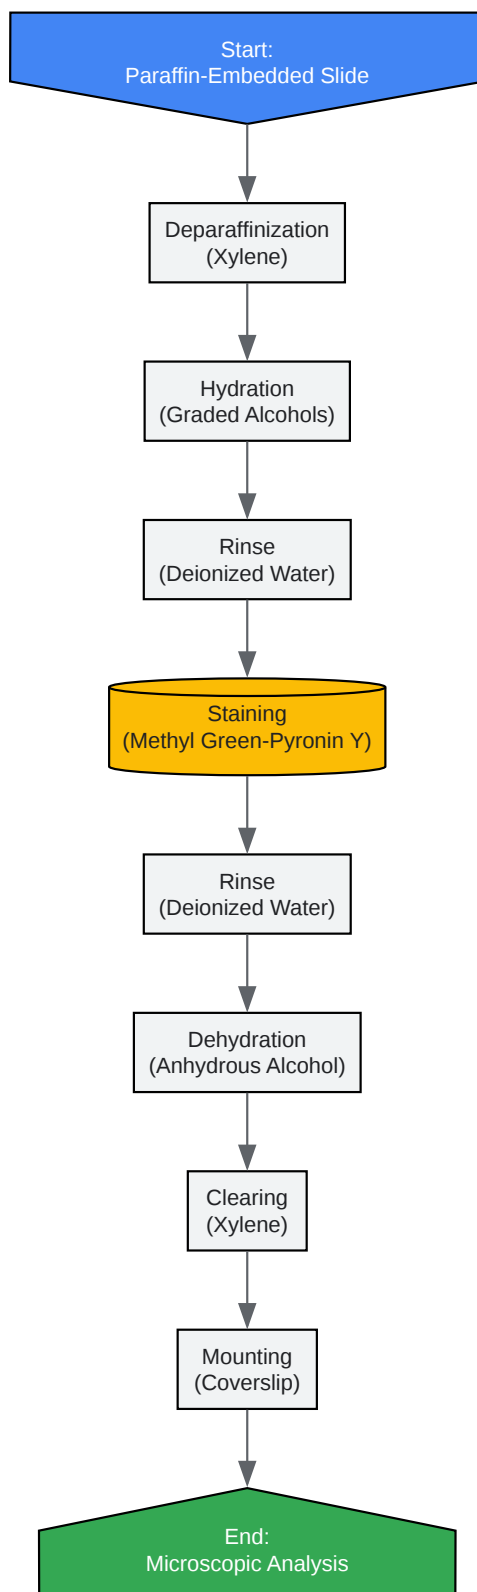 Start:
Paraffin-Embedded Slide
Deparaffinization
(Xylene)
Hydration
(Graded Alcohols)
Rinse
(Deionized Water)
Staining
(Methyl Green-Pyronin Y)
Rinse
(Deionized Water)
Dehydration
(Anhydrous Alcohol)
Clearing
(Xylene)
Mounting
(Coverslip)
End:
Microscopic Analysis